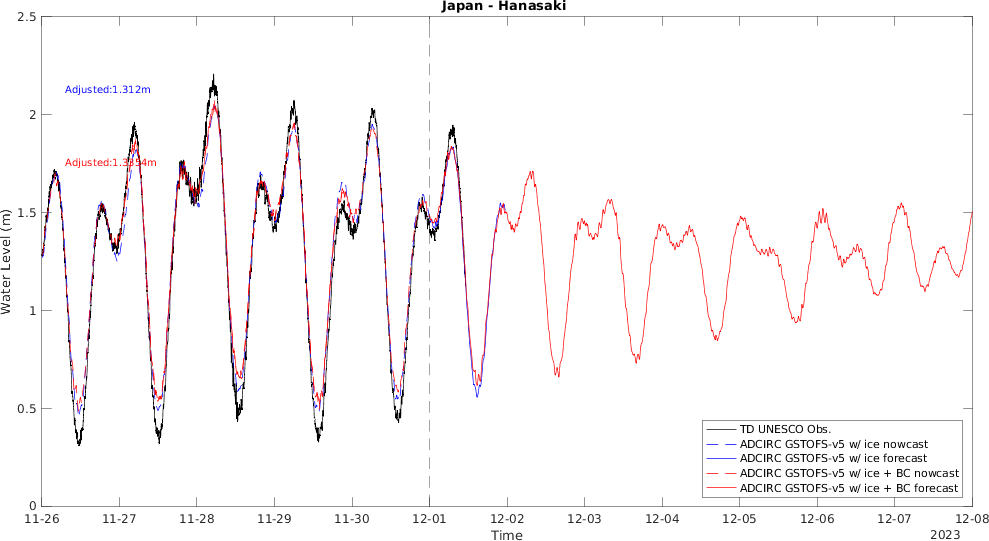 Japan - Hanasaki
2.5
2
1.5
1
0.5
0
Water Level (m)
Adjusted:1.312m
Adjusted:1.3354m
TD UNESCO Obs.
ADCIRC GSTOFS-v5 w/ ice nowcast
ADCIRC GSTOFS-v5 w/ ice forecast
ADCIRC GSTOFS-v5 w/ ice + BC nowcast
ADCIRC GSTOFS-v5 w/ ice + BC forecast
11-26 11-27 11-28 11-29 11-30 12-01 12-02 12-03 12-04 12-05 12-06 12-07 12-08
Time
2023